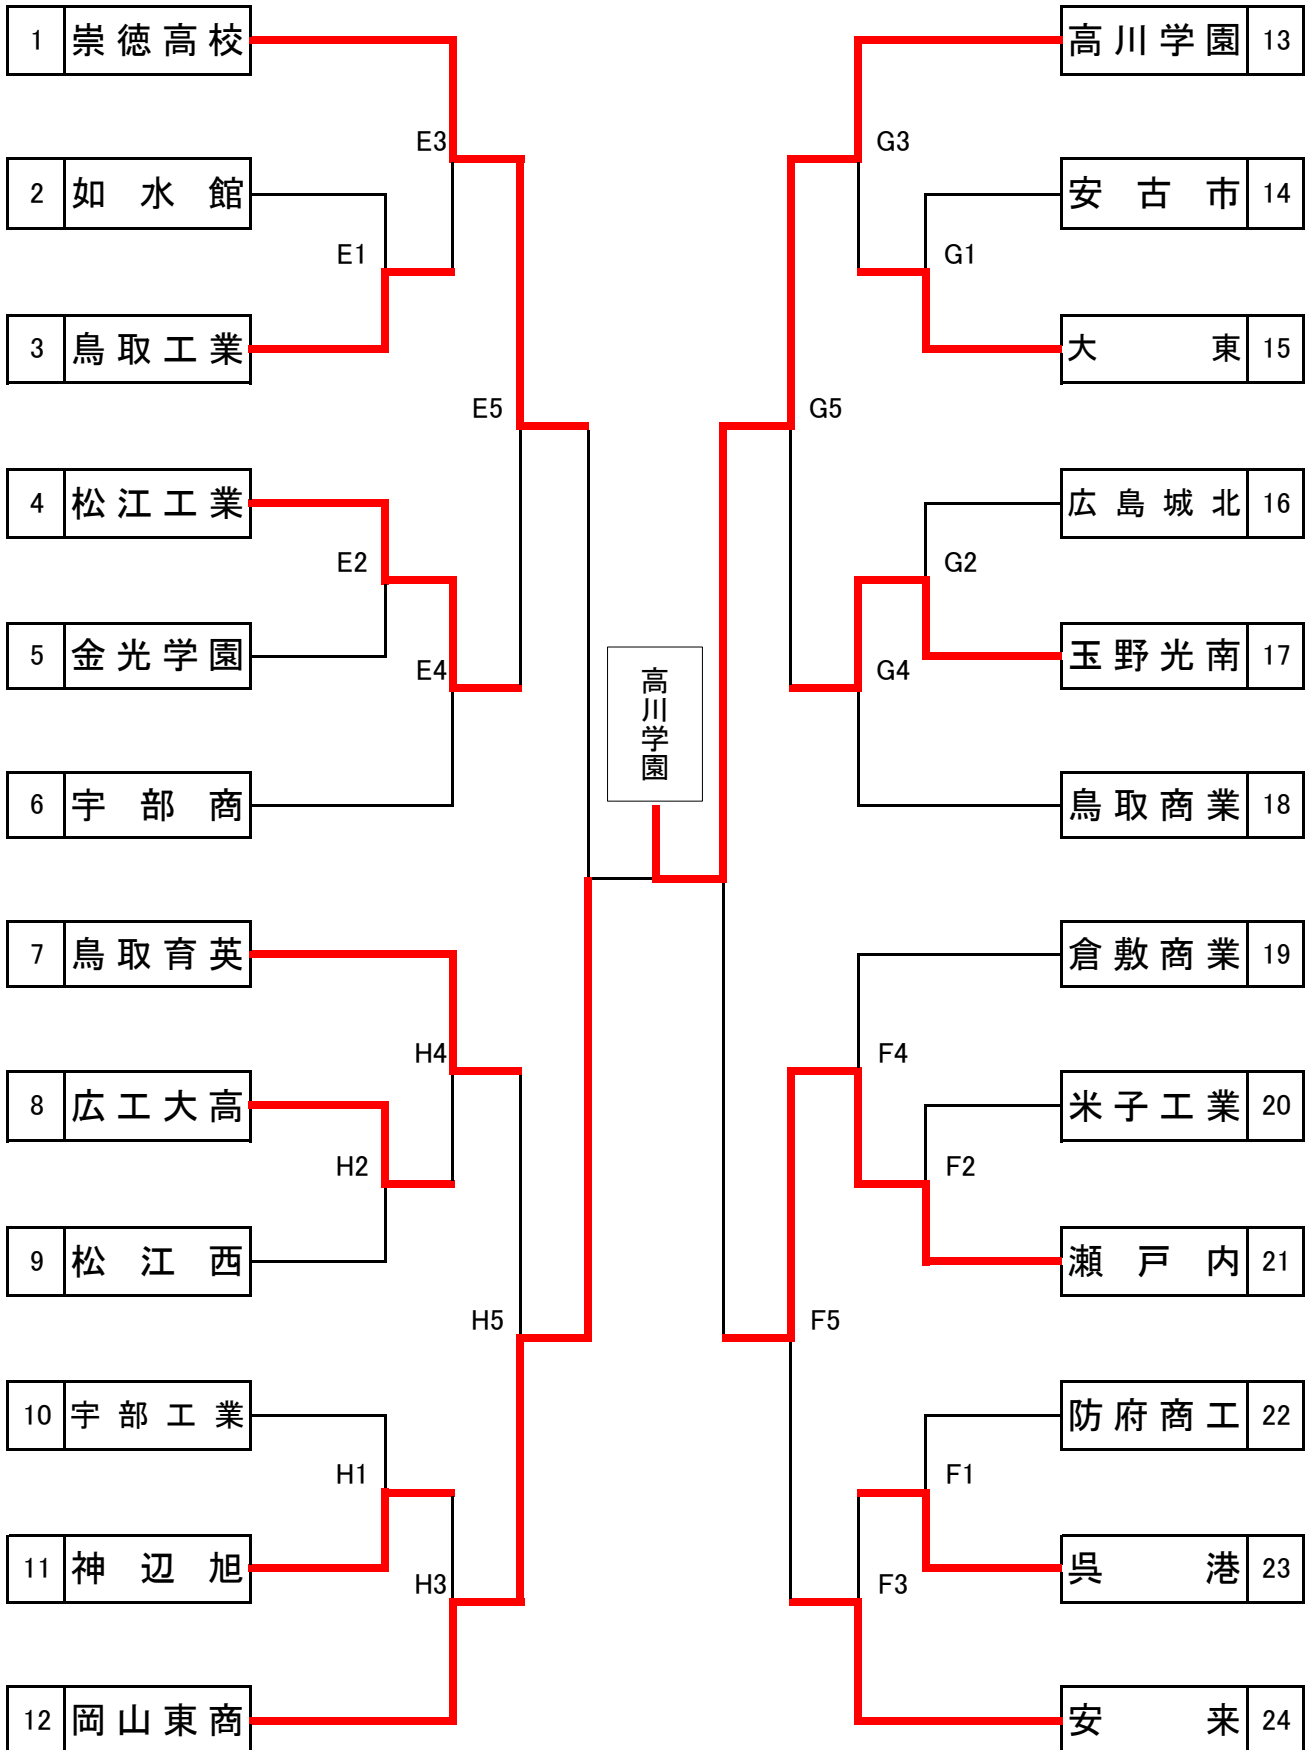 1 崇徳高校
E3
2 如水館
E1
3 鳥取工業
E5
4 松江工業
E2
5 金光学園
E4
6 宇部商
7 鳥取育英
H4
8 広工大高
H2
9 松江西
H5
10 宇部工業
H1
11 神辺旭
H3
12 岡山東商
高川学園
高川学園 13
G3
安古市 14
G1
大東 15
G5
広島城北 16
G2
玉野光南 17
G4
鳥取商業 18
倉敷商業 19
F4
米子工業 20
F2
瀬戸内 21
F5
防府商工 22
F1
呉港 23
F3
安来 24